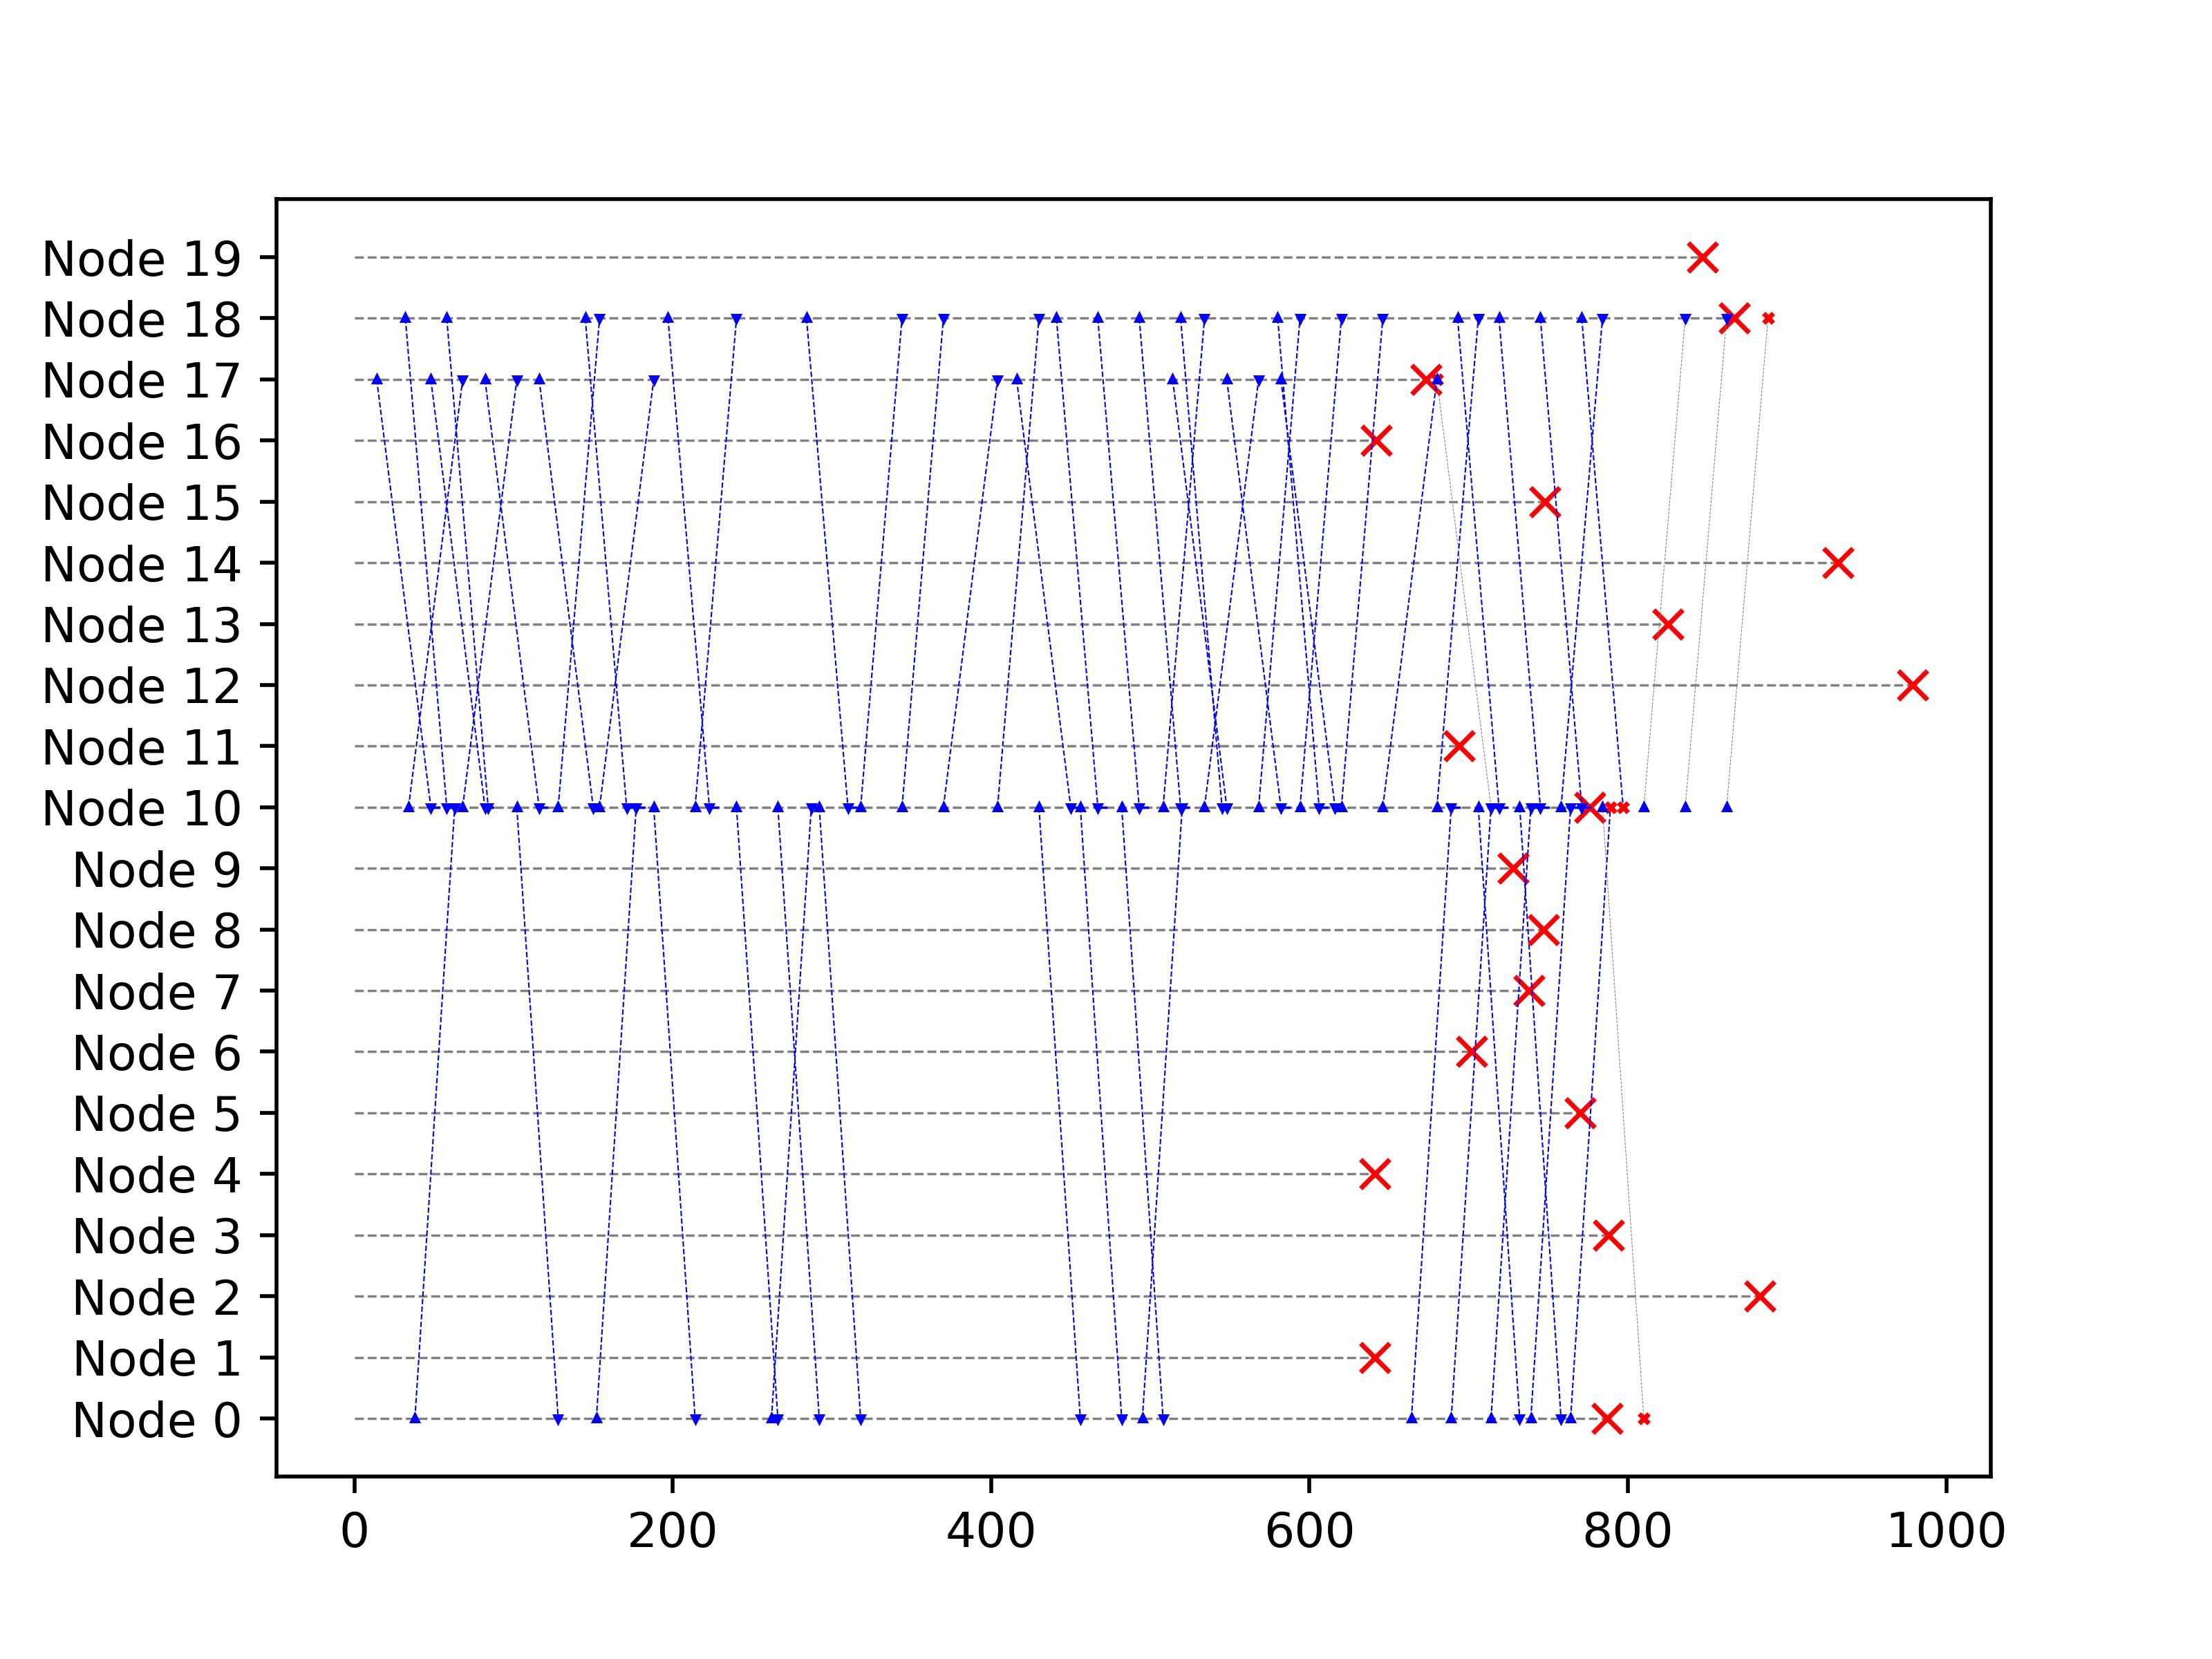 Node 19
Node 18
Node 17
Node 16
Node 15
Node 14
Node 13
Node 12
Node 11
Node 10
Node 9
Node 8
Node 7
Node 6
Node 5
Node 4
Node 3
Node 2
Node 1
Node 0
0 200 400 600 800 1000